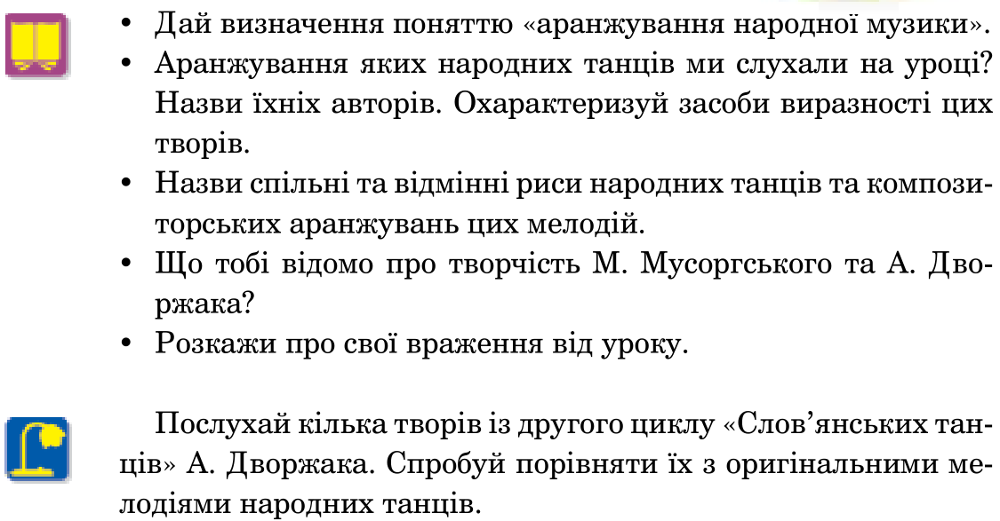 • Дай визначення поняттю «аранжування народної музики».
• Аранжування яких народних танців ми слухали на уроці?
Назви їхніх авторів. Охарактеризуй засоби виразності цих
творів.
• Назви спільні та відмінні риси народних танців та компози-
торських аранжувань цих мелодій.
• Що тобі відомо про творчість М. Мусоргського та А. Дво-
ржака?
• Розкажи про свої враження від уроку.
Послухай кілька творів із другого циклу «Слов’янських тан-
ців» А. Дворжака. Спробуй порівняти їх з оригінальними ме-
лодіями народних танців.